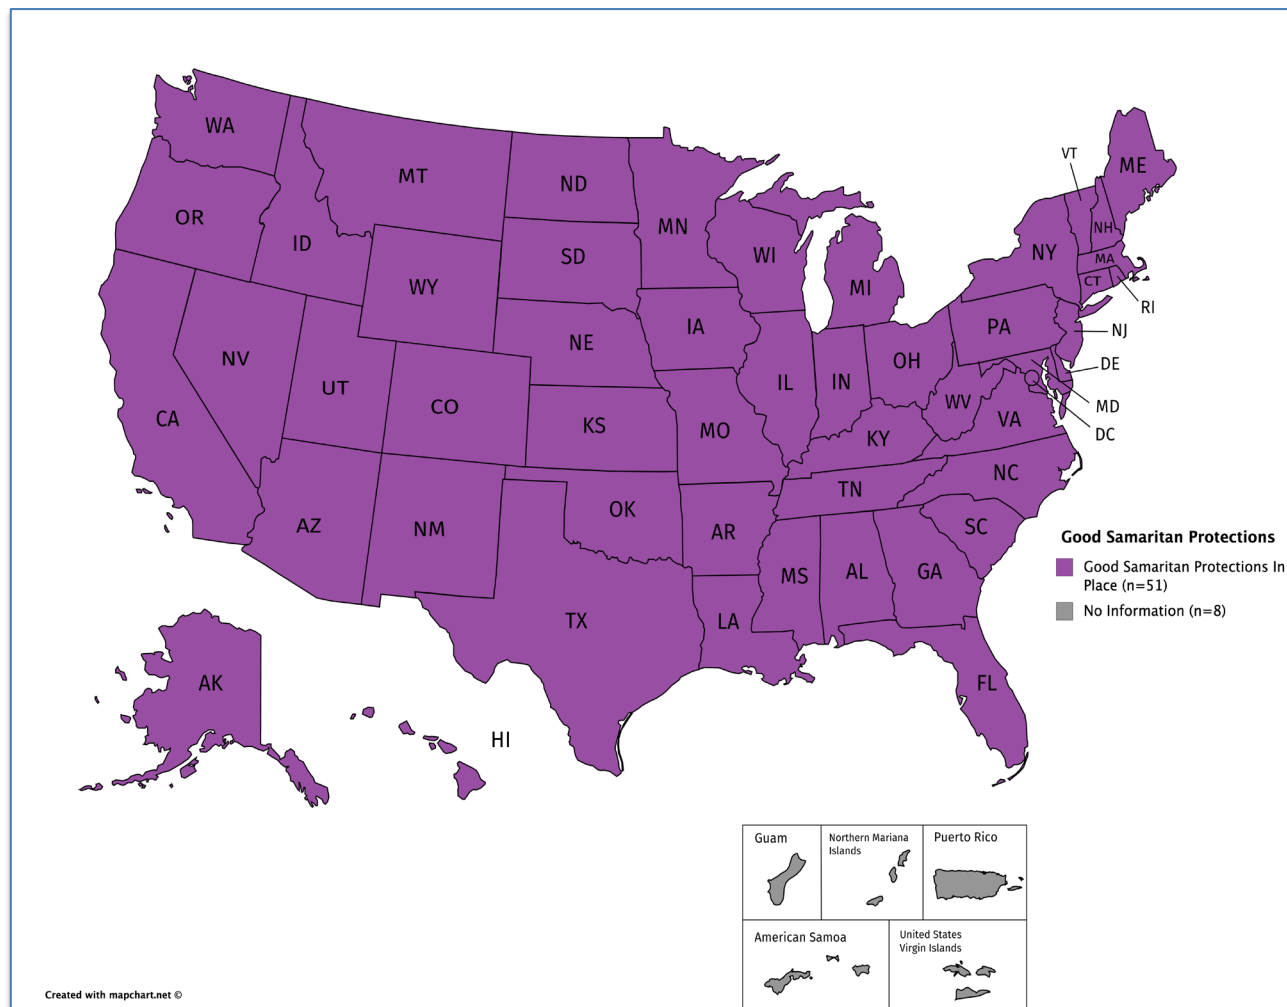 WA
MT
ND
MN
VT
ME
OR
ID
SD
WI
NY
NH
MA
WY
MI
CT
RI
IA
PA
NJ
NV
NE
OH
DE
UT
IL
IN
CO
WV
MD
CA
KS
MO
KY
VA
DC
NC
TN
AZ
NM
OK
AR
SC
MS
AL
GA
TX
LA
FL
AK
HI
Good Samaritan Protections
Good Samaritan Protections In
Place (n=51)
No Information (n=8)
Guam
Northern Mariana
Islands
Puerto Rico
American Samoa
United States
Virgin Islands
Created with mapchart.net ©